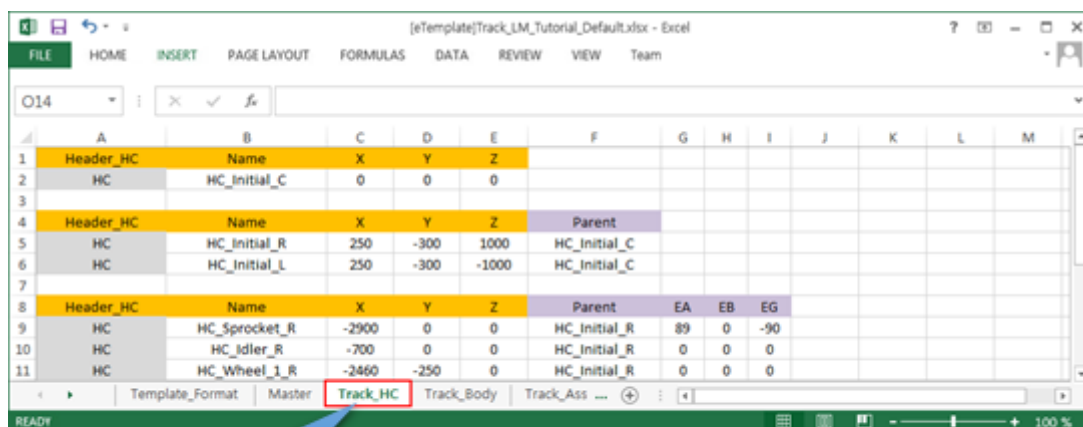 [eTemplate]Track_LM_Tutorial_Default.xlsx - Excel
FILE HOME INSERT PAGE LAYOUT FORMULAS DATA REVIEW VIEW Team
O14 fx
A B C D E F G H I J K L M
1 Header_HC Name X Y Z
2 HC HC_Initial_C 0 0 0
3
4 Header_HC Name X Y Z Parent
5 HC HC_Initial_R 250 -300 1000 HC_Initial_C
6 HC HC_Initial_L 250 -300 -1000 HC_Initial_C
7
8 Header_HC Name X Y Z Parent EA EB EG
9 HC HC_Sprocket_R -2900 0 0 HC_Initial_R 89 0 -90
10 HC HC_Idler_R -700 0 0 HC_Initial_R 0 0 0
11 HC HC_Wheel_1_R -2460 -250 0 HC_Initial_R 0 0 0
Template_Format Master Track_HC Track_Body Track_Ass ...
READY 100 %